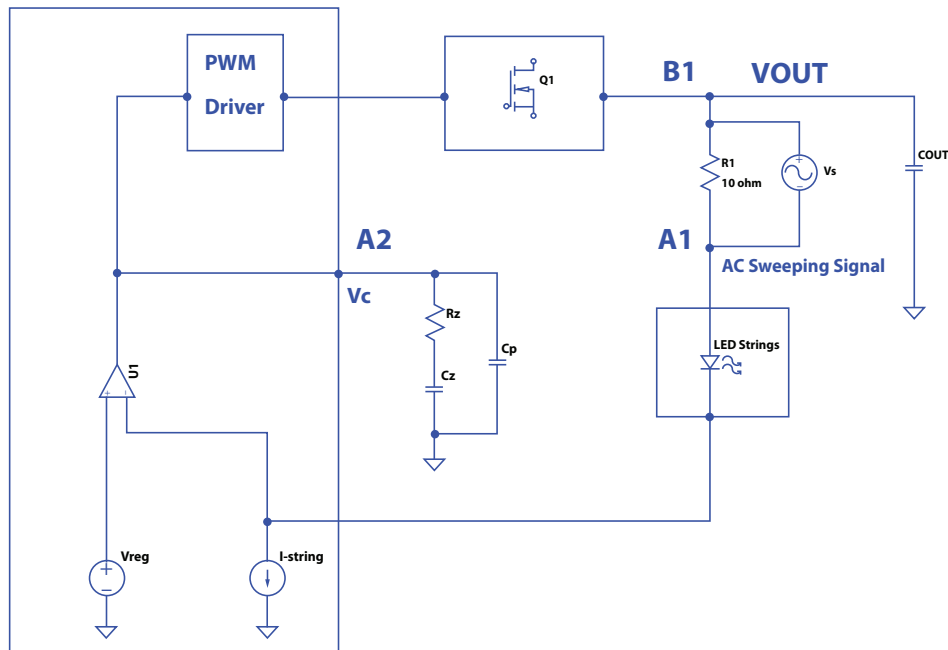 PWM
Driver
Q1
B1
VOUT
R1
10 ohm
+
−
Vs
COUT
A2
A1
Vc
AC Sweeping Signal
Rz
Cp
LED Strings
Cz
U1
+
−
Vreg
+
−
I-string